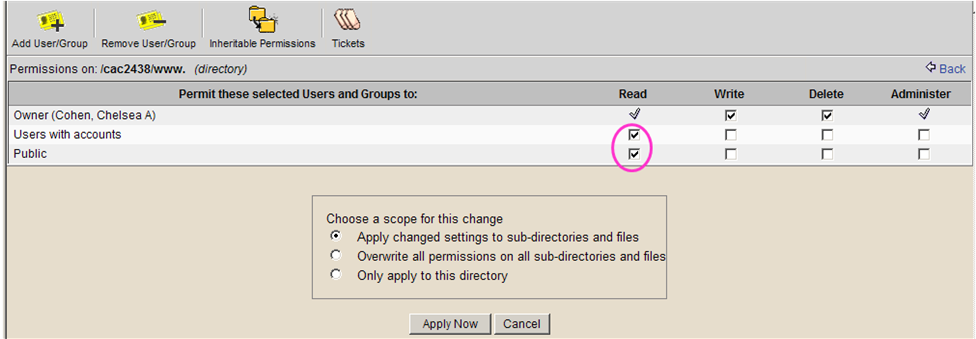 Add User/Group Remove User/Group Inheritable Permissions Tickets
Permissions on: /cac2438/www. (directory) Back
Permit these selected Users and Groups to: Read Write Delete Administer
Owner (Cohen, Chelsea A)
Users with accounts
Public
Choose a scope for this change
Apply changed settings to sub-directories and files
Overwrite all permissions on all sub-directories and files
Only apply to this directory
Apply Now Cancel